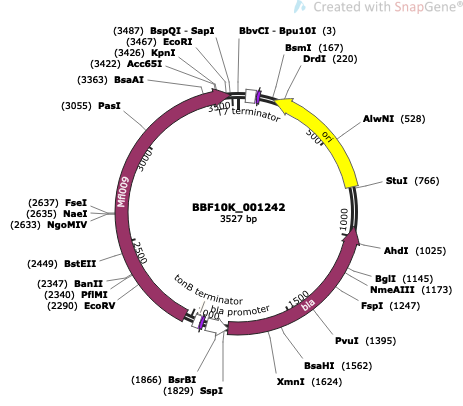 Created with SnapGene®
(3487) BspQI - SapI
BbvCI - Bpu10I (3)
(3467) EcoRI
(3426) KpnI
(3422) Acc65I
(3363) BsaAI
BsmI (167)
DrdI (220)
(3055) PasI
T7 terminator
3500
ori
500
AlwNI (528)
3000
Mfl009
StuI (766)
(2637) FseI
(2635) NaeI
(2633) NgoMIV
BBF10K_001242
3527 bp
1000
AhdI (1025)
(2449) BstEII
2500
(2347) BanII
(2340) PflMI
(2290) EcoRV
tonB terminator
bla promoter
1500
bla
BglI (1145)
NmeAIII (1173)
FspI (1247)
PvuI (1395)
BsaHI (1562)
XmnI (1624)
(1866) BsrBI
(1829) SspI